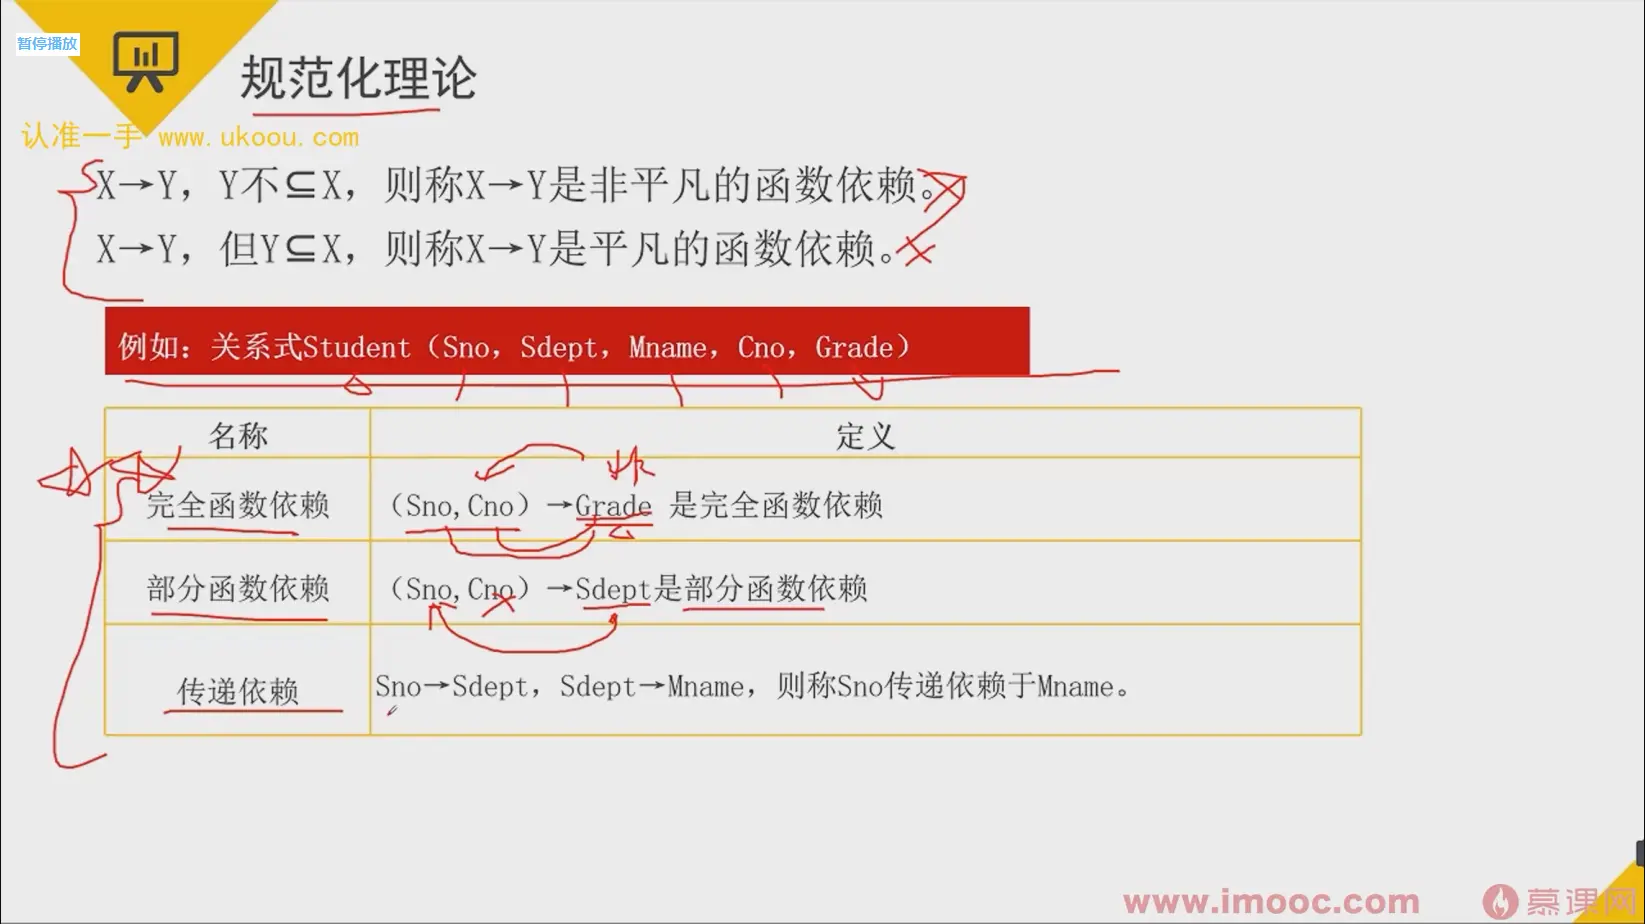 暂停播放
规范化理论
认准一手 www.ukoou.com
X→Y，Y不⊆X，则称X→Y是非平凡的函数依赖。
X→Y，但Y⊆X，则称X→Y是平凡的函数依赖。
例如：关系式Student（Sno，Sdept，Mname，Cno，Grade）
名称 定义
完全函数依赖 （Sno,Cno）→Grade 是完全函数依赖
部分函数依赖 （Sno,Cno）→Sdept是部分函数依赖
传递依赖 Sno→Sdept，Sdept→Mname，则称Sno传递依赖于Mname。
www.imooc.com 慕课网